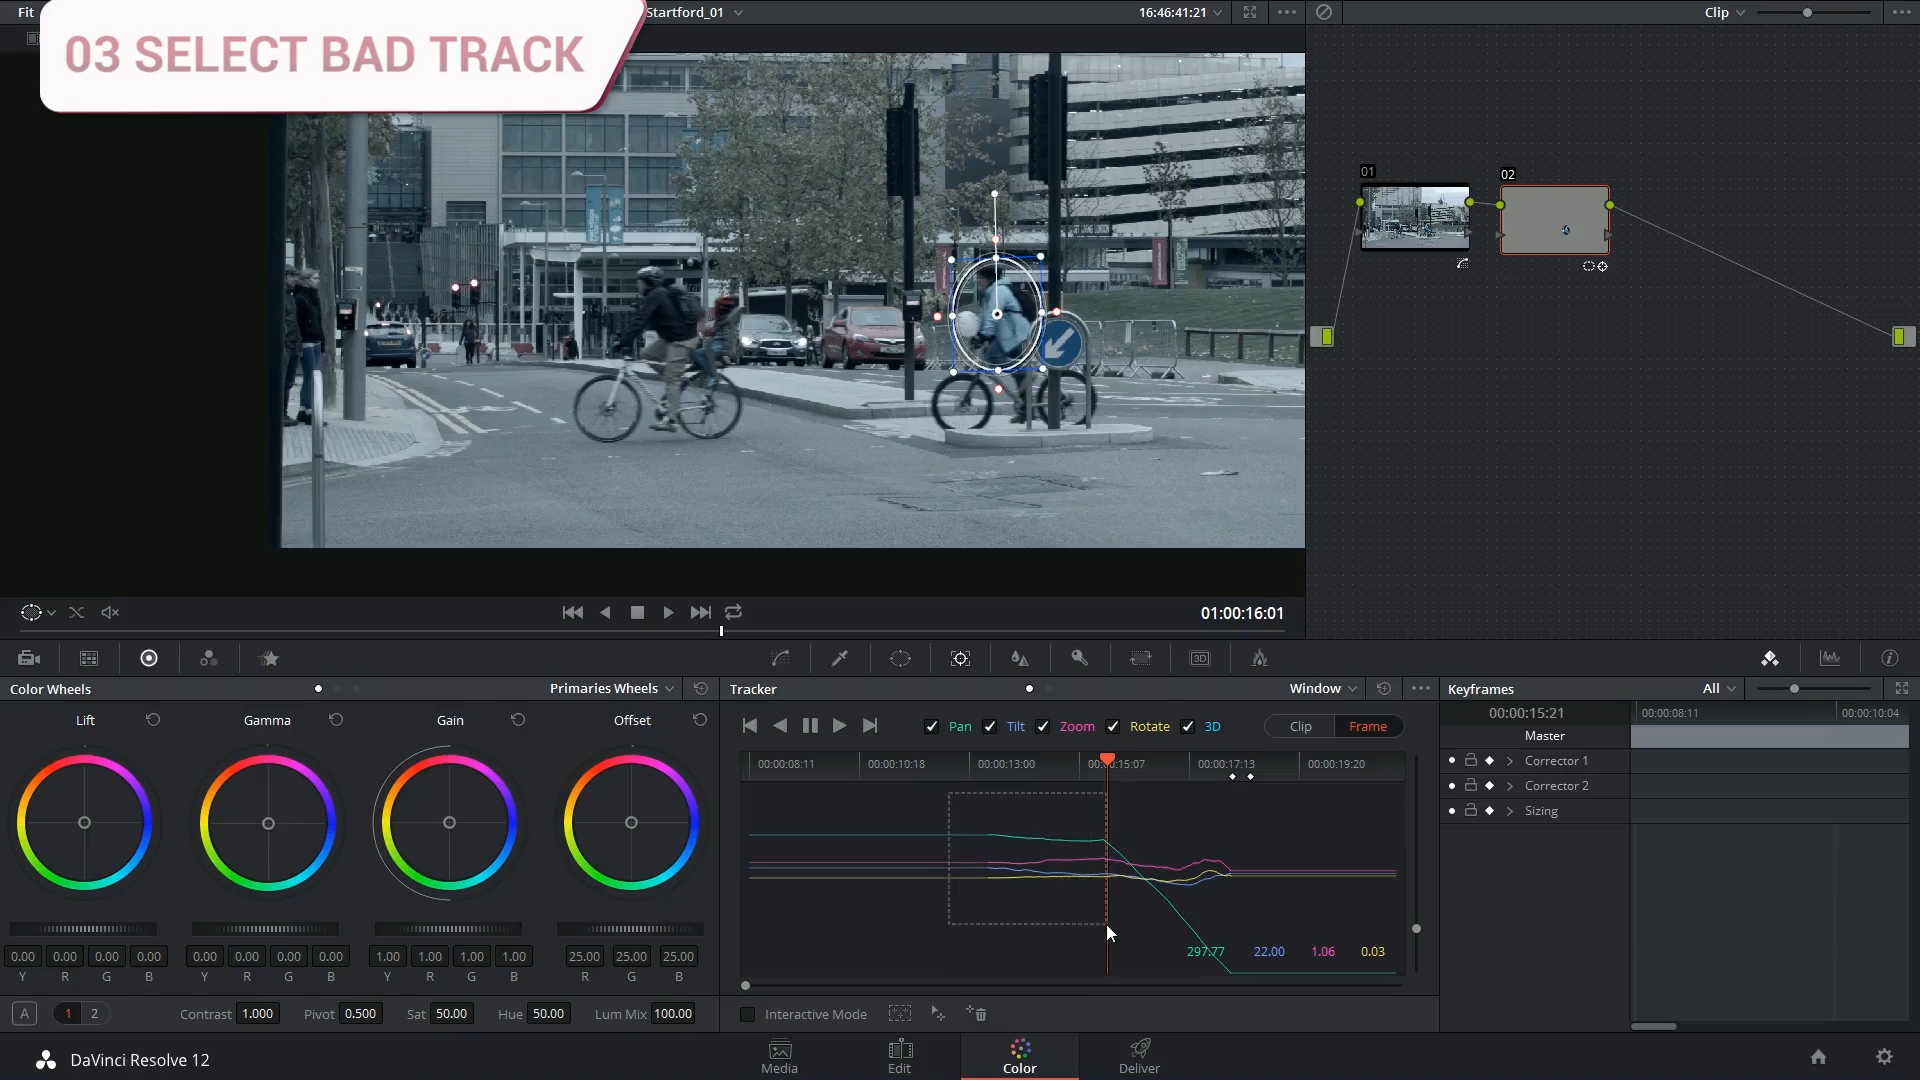 Fit
Startford_01
16:46:41:21
Clip
03 SELECT BAD TRACK
01
02
01:00:16:01
Color Wheels
Primaries Wheels
Tracker
Window
Keyframes
All
Lift
Gamma
Gain
Offset
Pan
Tilt
Zoom
Rotate
3D
Clip
Frame
00:00:15:21
00:00:08:11
00:00:10:04
Master
Corrector 1
Corrector 2
Sizing
00:00:08:11
00:00:10:18
00:00:13:00
00:00:15:07
00:00:17:13
00:00:19:20
297.77
22.00
1.06
0.03
0.00 0.00 0.00 0.00
0.00 0.00 0.00 0.00
1.00 1.00 1.00 1.00
25.00 25.00 25.00
Y R G B
Y R G B
Y R G B
R G B
A
1 2
Contrast 1.000
Pivot 0.500
Sat 50.00
Hue 50.00
Lum Mix 100.00
Interactive Mode
DaVinci Resolve 12
Media
Edit
Color
Deliver